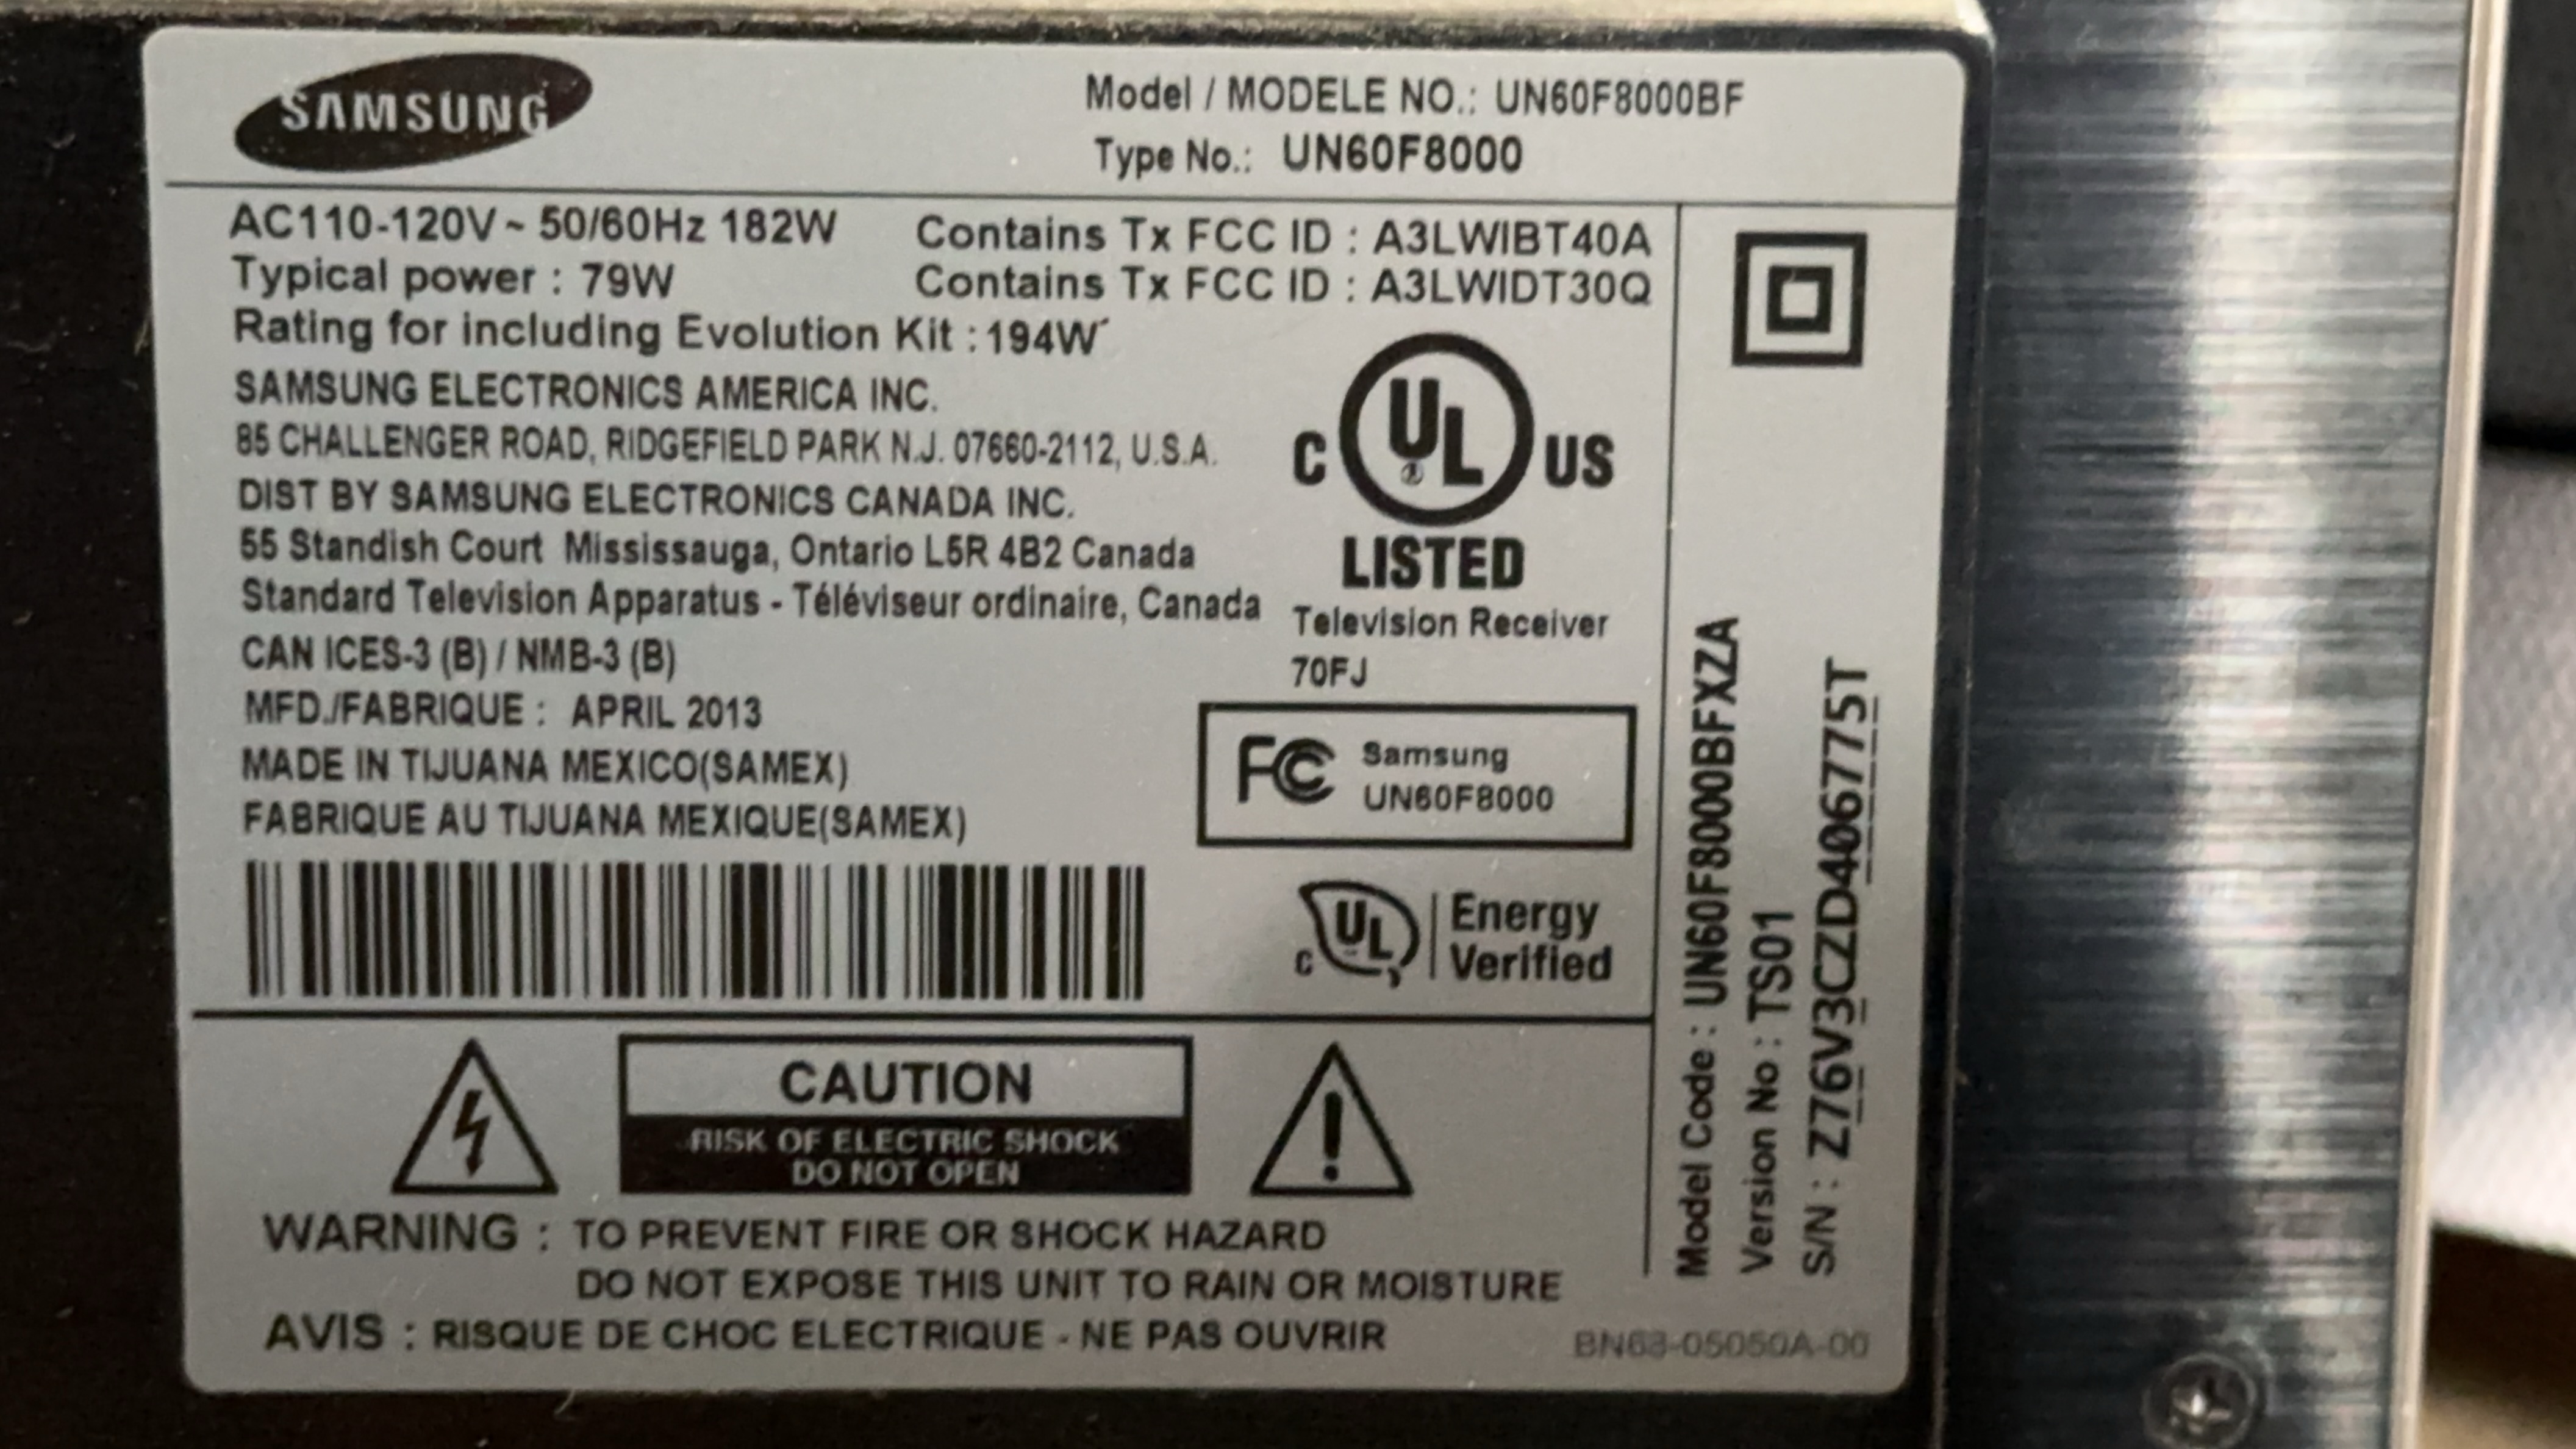 SAMSUNG
Model / MODELE NO.: UN60F8000BF
Type No.: UN60F8000
AC110-120V~ 50/60Hz 182W
Typical power : 79W
Rating for including Evolution Kit : 194W
Contains Tx FCC ID : A3LWIBT40A
Contains Tx FCC ID : A3LWIDT30Q
SAMSUNG ELECTRONICS AMERICA INC.
85 CHALLENGER ROAD, RIDGEFIELD PARK N.J. 07660-2112, U.S.A.
DIST BY SAMSUNG ELECTRONICS CANADA INC.
55 Standish Court Mississauga, Ontario L5R 4B2 Canada
Standard Television Apparatus - Téléviseur ordinaire, Canada
CAN ICES-3 (B) / NMB-3 (B)
MFD./FABRIQUE : APRIL 2013
MADE IN TIJUANA MEXICO(SAMEX)
FABRIQUE AU TIJUANA MEXIQUE(SAMEX)
C UL US
LISTED
Television Receiver
70FJ
FC Samsung
UN60F8000
C UL Energy
Verified
Model Code : UN60F8000BFXZA
Version No : TS01
S/N : Z76V3CZD406775T
CAUTION
RISK OF ELECTRIC SHOCK
DO NOT OPEN
WARNING : TO PREVENT FIRE OR SHOCK HAZARD
DO NOT EXPOSE THIS UNIT TO RAIN OR MOISTURE
AVIS : RISQUE DE CHOC ELECTRIQUE - NE PAS OUVRIR
BN63-05050A-00